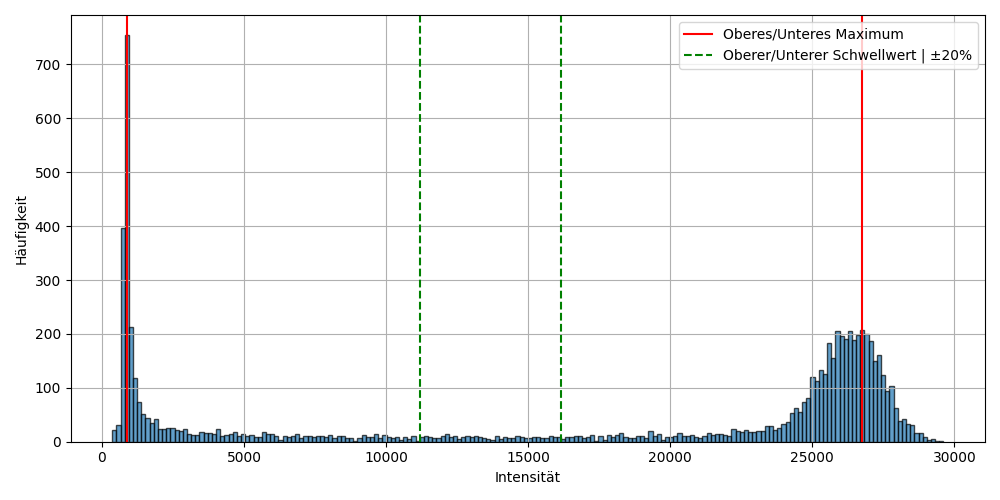 Oberes/Unteres Maximum
Oberer/Unterer Schwellwert | ±20%
Häufigkeit
700
600
500
400
300
200
100
0
0 5000 10000 15000 20000 25000 30000
Intensität